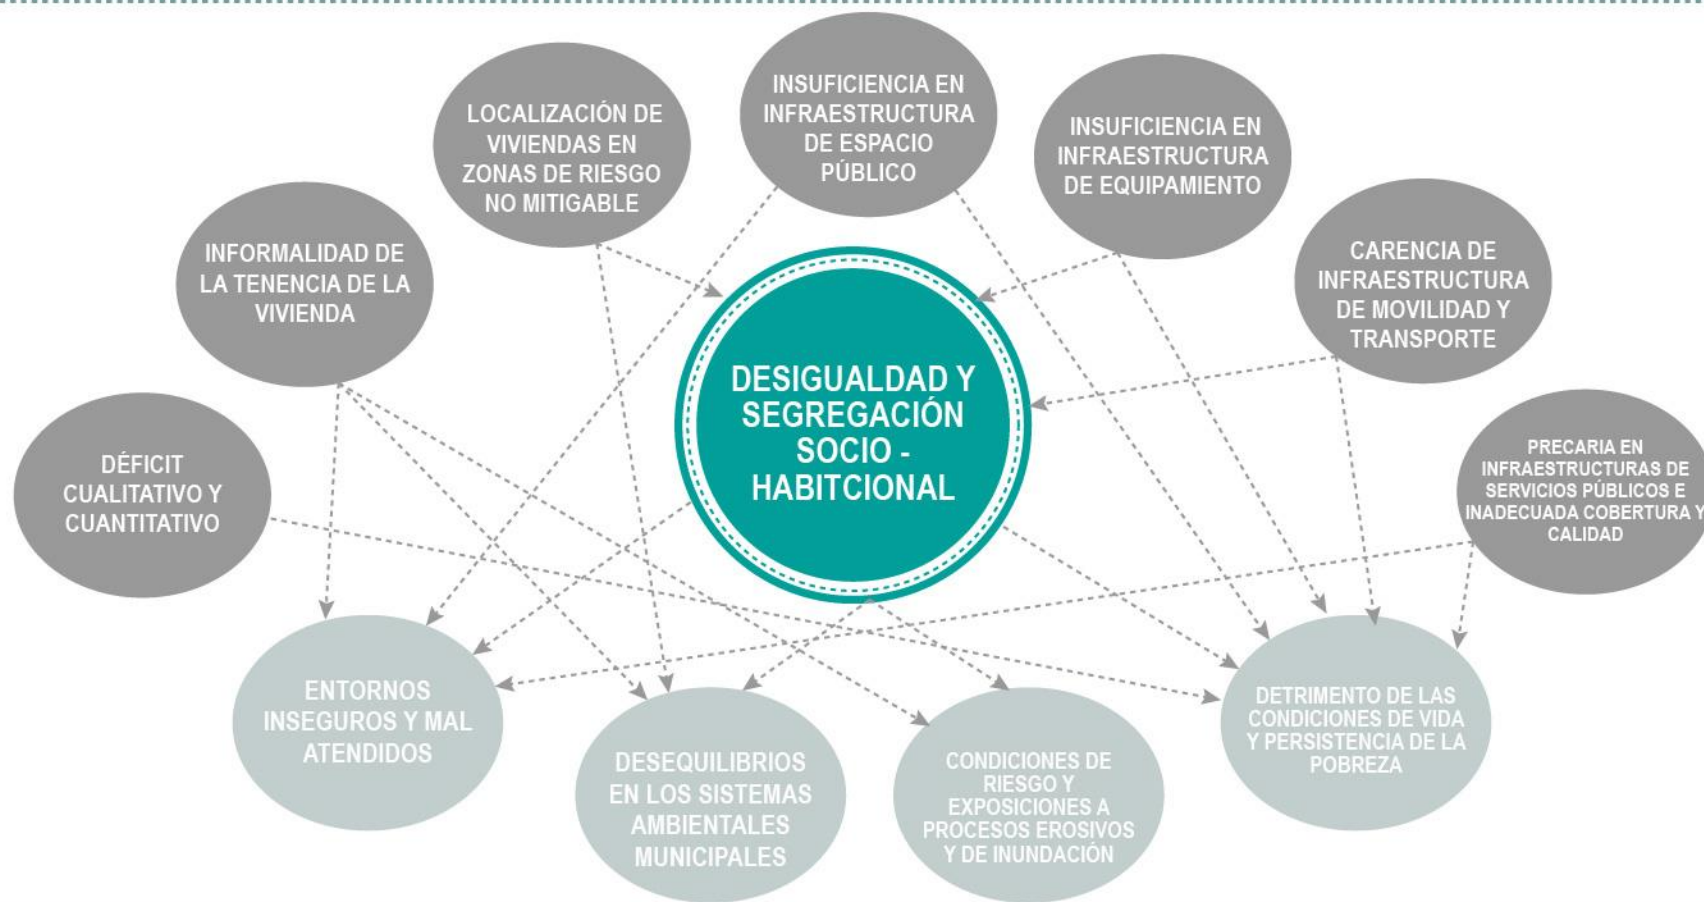 INSUFICIENCIA EN
INFRAESTRUCTURA
DE ESPACIO
PÚBLICO
LOCALIZACIÓN DE
VIVIENDAS EN
ZONAS DE RIESGO
NO MITIGABLE
INSUFICIENCIA EN
INFRAESTRUCTURA
DE EQUIPAMIENTO
INFORMALIDAD DE
LA TENENCIA DE LA
VIVIENDA
CARENCIA DE
INFRAESTRUCTURA
DE MOVILIDAD Y
TRANSPORTE
DESIGUALDAD Y
SEGREGACIÓN
SOCIO -
HABITCIONAL
DÉFICIT
CUALITATIVO Y
CUANTITATIVO
PRECARIA EN
INFRAESTRUCTURAS DE
SERVICIOS PÚBLICOS E
INADECUADA COBERTURA Y
CALIDAD
ENTORNOS
INSEGUROS Y MAL
ATENDIDOS
DESEQUILIBRIOS
EN LOS SISTEMAS
AMBIENTALES
MUNICIPALES
CONDICIONES DE
RIESGO Y
EXPOSICIONES A
PROCESOS EROSIVOS
Y DE INUNDACIÓN
DETRIMENTO DE LAS
CONDICIONES DE VIDA
Y PERSISTENCIA DE LA
POBREZA